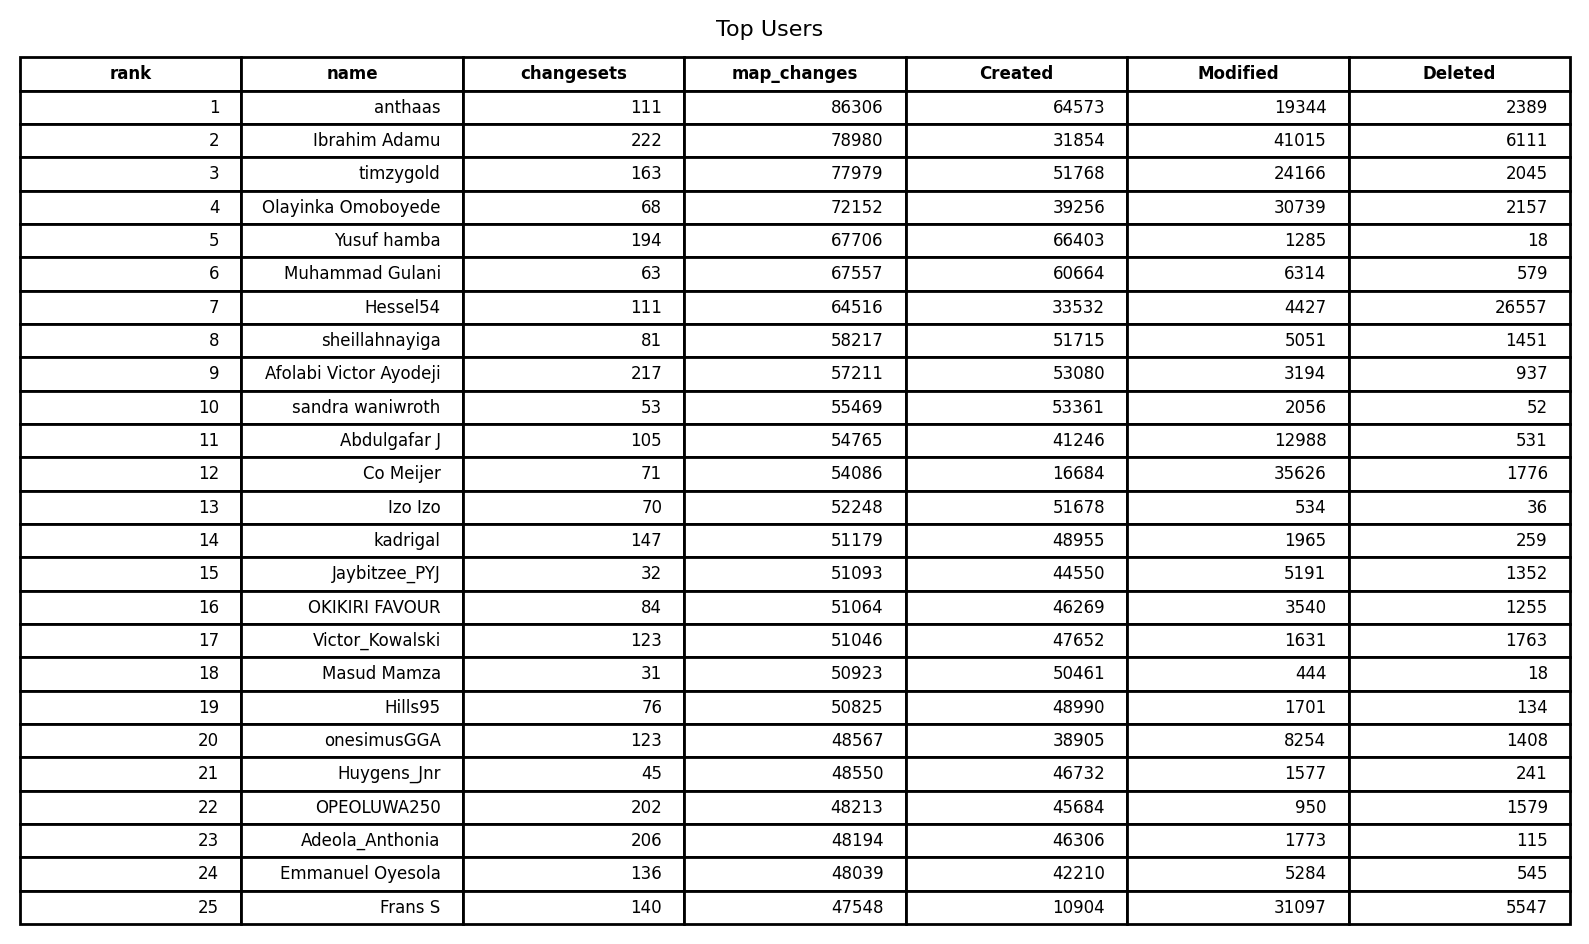 Top Users
rank name changesets map_changes Created Modified Deleted
1 anthaas 111 86306 64573 19344 2389
2 Ibrahim Adamu 222 78980 31854 41015 6111
3 timzygold 163 77979 51768 24166 2045
4 Olayinka Omoboyede 68 72152 39256 30739 2157
5 Yusuf hamba 194 67706 66403 1285 18
6 Muhammad Gulani 63 67557 60664 6314 579
7 Hessel54 111 64516 33532 4427 26557
8 sheillahnayiga 81 58217 51715 5051 1451
9 Afolabi Victor Ayodeji 217 57211 53080 3194 937
10 sandra waniwroth 53 55469 53361 2056 52
11 Abdulgafar J 105 54765 41246 12988 531
12 Co Meijer 71 54086 16684 35626 1776
13 Izo Izo 70 52248 51678 534 36
14 kadrigal 147 51179 48955 1965 259
15 Jaybitzee_PYJ 32 51093 44550 5191 1352
16 OKIKIRI FAVOUR 84 51064 46269 3540 1255
17 Victor_Kowalski 123 51046 47652 1631 1763
18 Masud Mamza 31 50923 50461 444 18
19 Hills95 76 50825 48990 1701 134
20 onesimusGGA 123 48567 38905 8254 1408
21 Huygens_Jnr 45 48550 46732 1577 241
22 OPEOLUWA250 202 48213 45684 950 1579
23 Adeola_Anthonia 206 48194 46306 1773 115
24 Emmanuel Oyesola 136 48039 42210 5284 545
25 Frans S 140 47548 10904 31097 5547